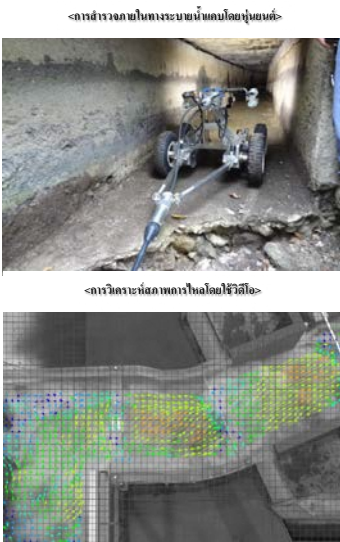 <การสำรวจภายในทางระบายน้ำแคบโดยหุ่นยนต์>
<การวิเคราะห์สภาพการไหลโดยใช้วิดีโอ>